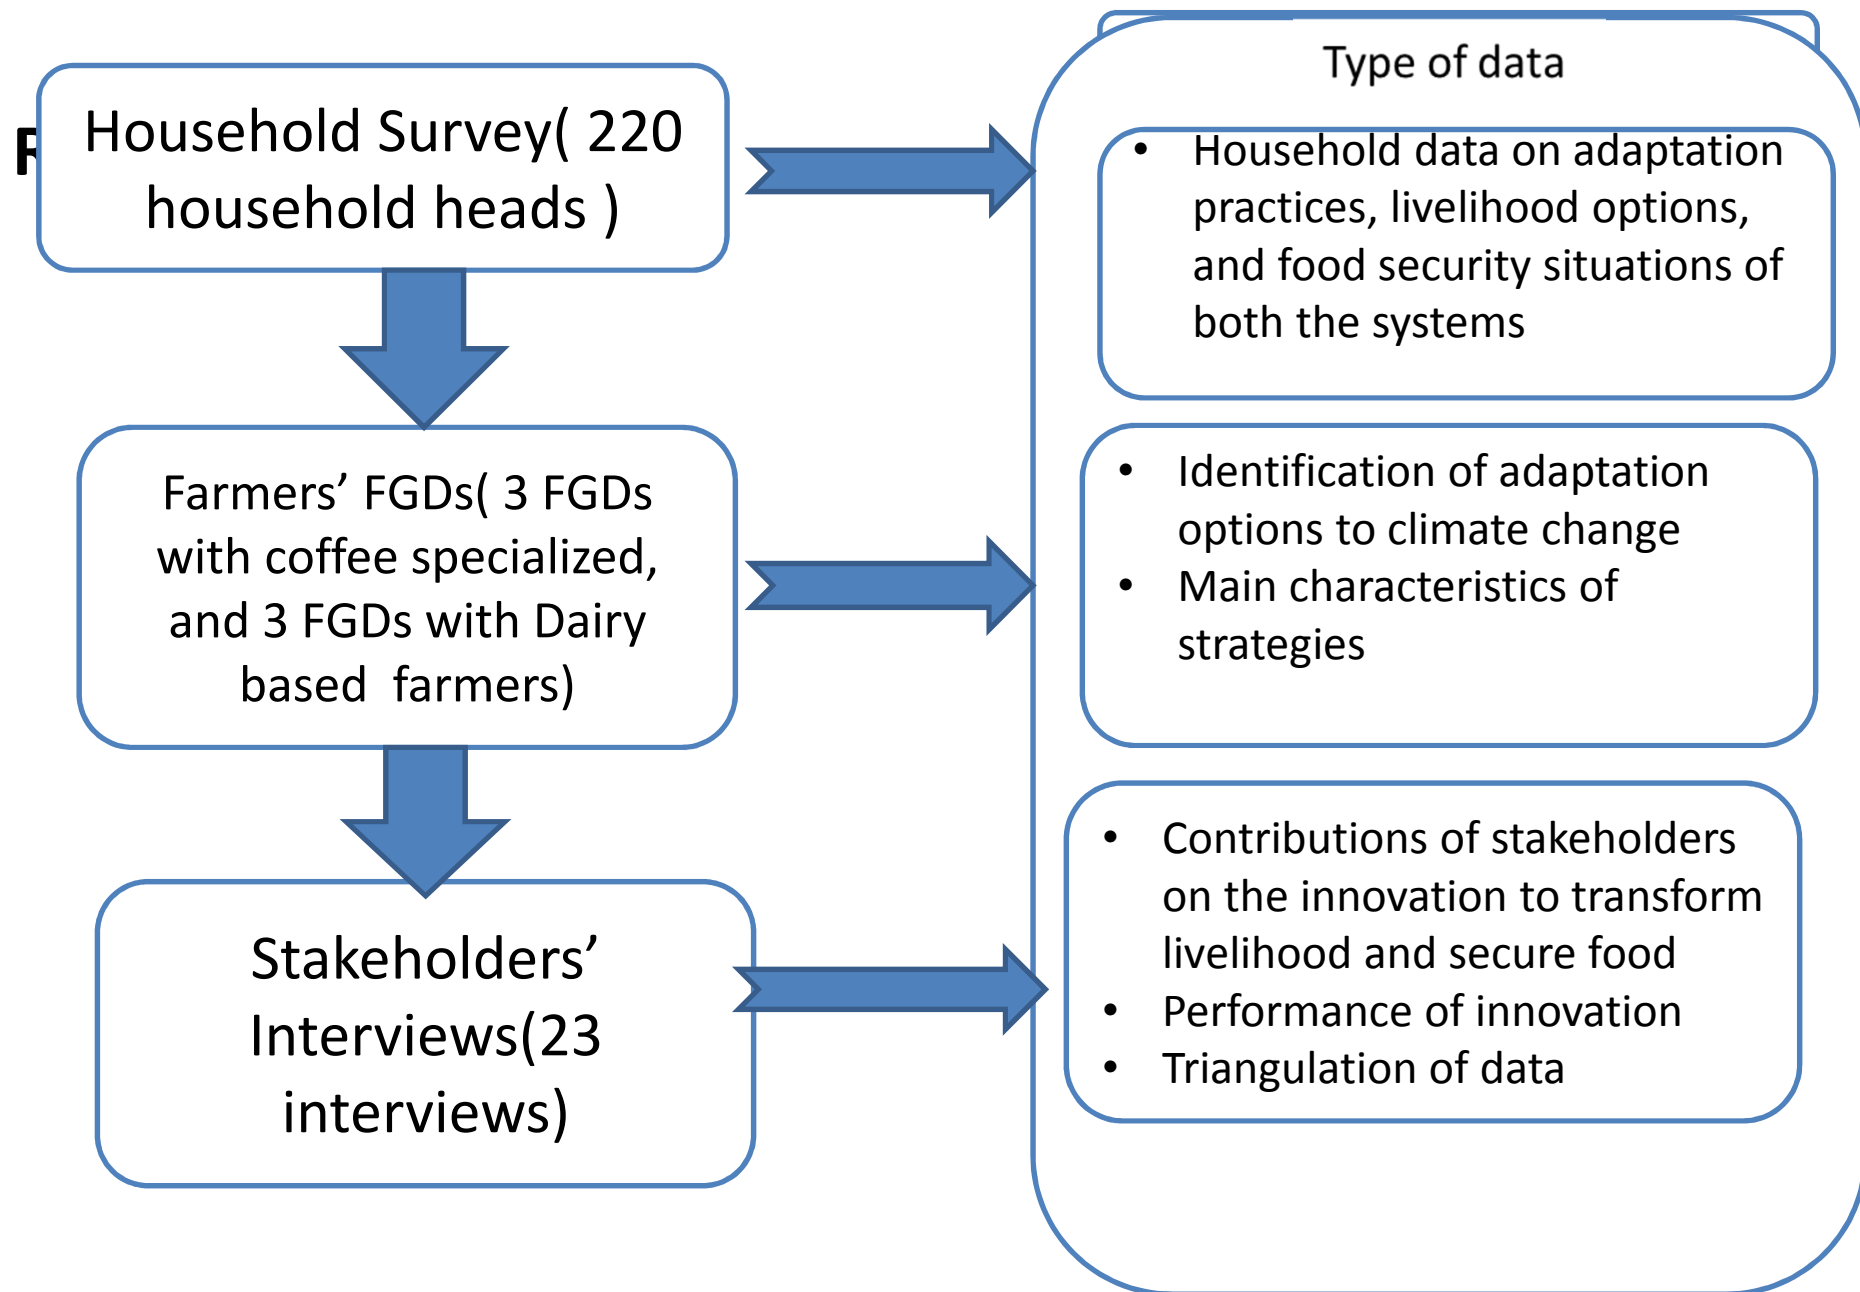 Household Survey( 220
household heads )
Farmers’ FGDs( 3 FGDs
with coffee specialized,
and 3 FGDs with Dairy
based  farmers)
Stakeholders’
Interviews(23
interviews)
Type of data
• Household data on adaptation
practices, livelihood options,
and food security situations of
both the systems
• Identification of adaptation
options to climate change
• Main characteristics of
strategies
• Contributions of stakeholders
on the innovation to transform
livelihood and secure food
• Performance of innovation
• Triangulation of data